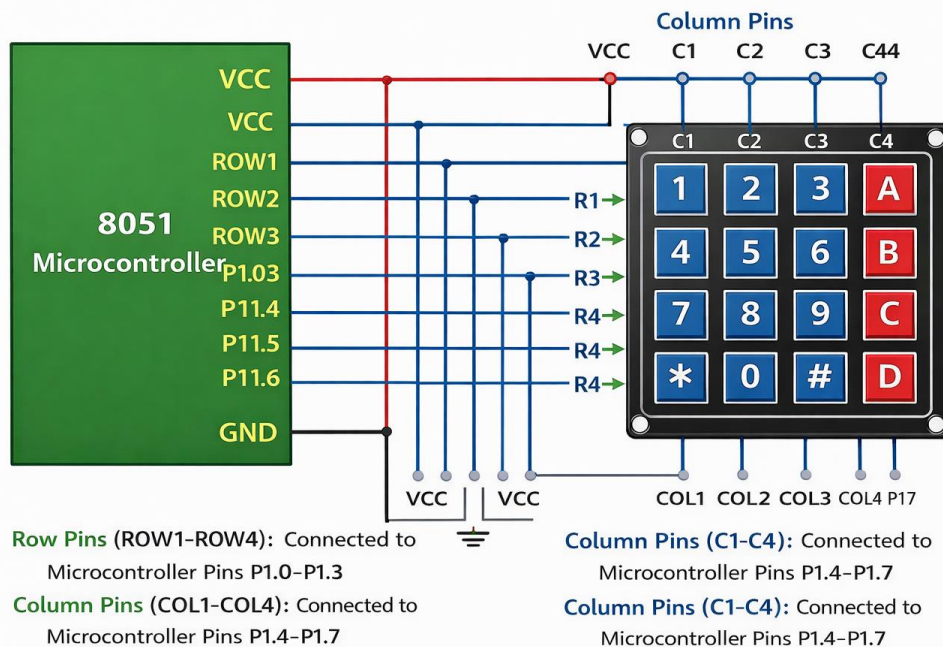 Column Pins
VCC C1 C2 C3 C44
VCC
VCC
ROW1
ROW2
ROW3
P1.03
P11.4
P11.5
P11.6
GND
8051
Microcontroller
R1
R2
R3
R4
R4
R4
C1 C2 C3 C4
1 2 3 A
4 5 6 B
7 8 9 C
* 0 # D
VCC VCC
COL1 COL2 COL3 COL4 P17
Row Pins (ROW1–ROW4): Connected to
Microcontroller Pins P1.0–P1.3
Column Pins (COL1–COL4): Connected to
Microcontroller Pins P1.4–P1.7
Column Pins (C1–C4): Connected to
Microcontroller Pins P1.4–P1.7
Column Pins (C1–C4): Connected to
Microcontroller Pins P1.4–P1.7